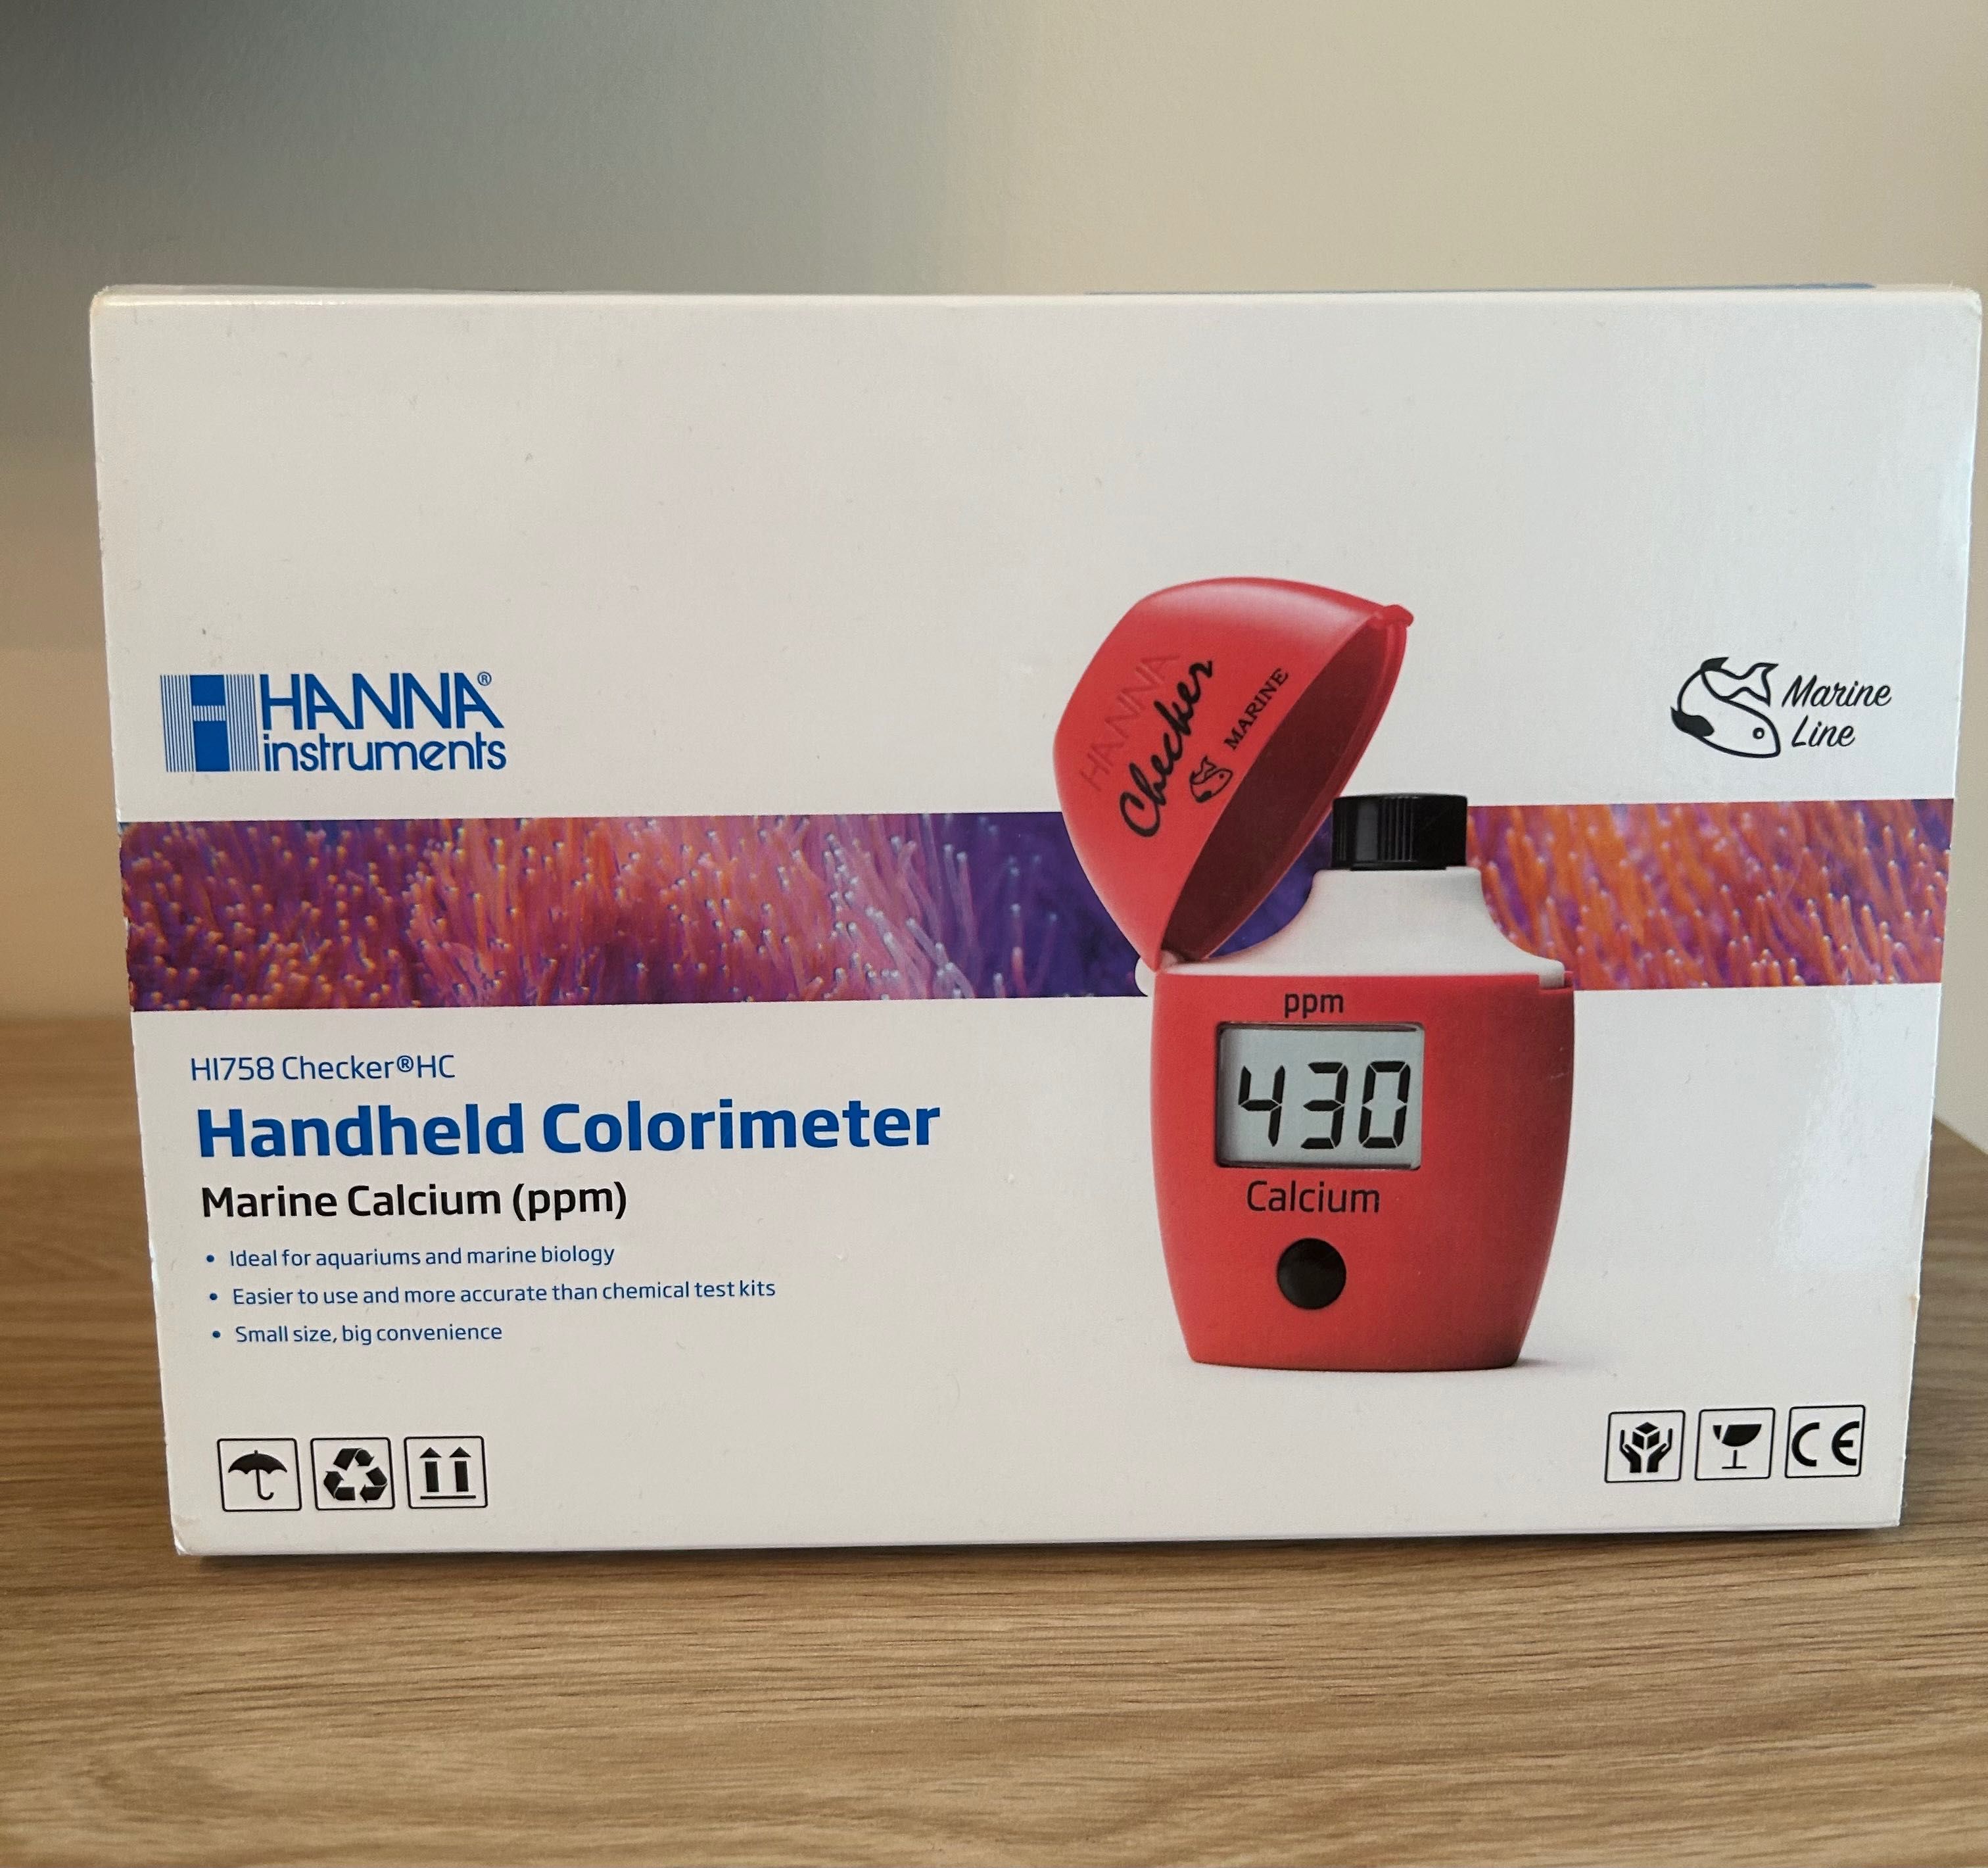 HANNA®
instruments
Marine
Line
HANNA
Checker
MARINE
HI758 Checker®HC
Handheld Colorimeter
Marine Calcium (ppm)
• Ideal for aquariums and marine biology
• Easier to use and more accurate than chemical test kits
• Small size, big convenience
ppm
430
Calcium
CE